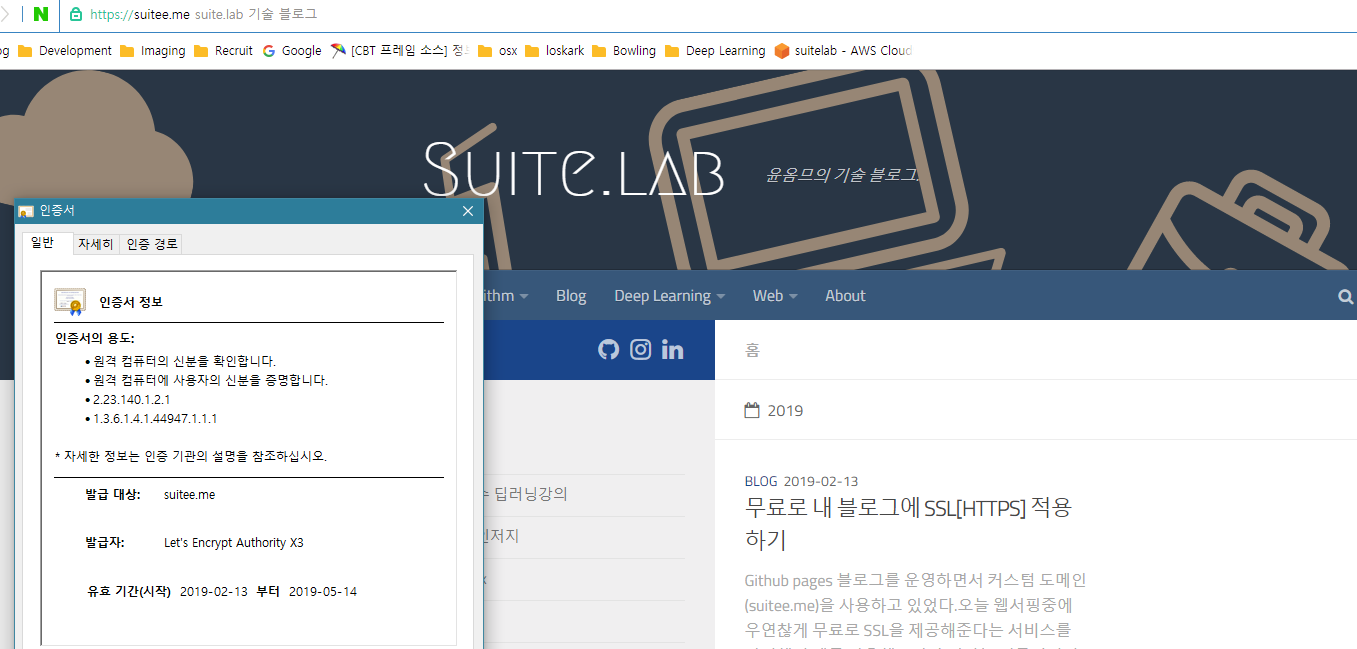 N https://suitee.me suite.lab 기술 블로그
og Development Imaging Recruit Google [CBT 프레임 소스] 정 osx loskark Bowling Deep Learning suitelab - AWS Cloud
SUITE.LAB
윤옴므의 기술 블로그.
인증서
일반 자세히 인증 경로
인증서 정보
인증서의 용도:
• 원격 컴퓨터의 신분을 확인합니다.
• 원격 컴퓨터에 사용자의 신분을 증명합니다.
• 2.23.140.1.2.1
• 1.3.6.1.4.1.44947.1.1.1
* 자세한 정보는 인증 기관의 설명을 참조하십시오.
발급 대상: suitee.me
발급자: Let's Encrypt Authority X3
유효 기간(시작) 2019-02-13 부터 2019-05-14
ithm Blog Deep Learning Web About
in
딥러닝강의
인저지
홈
2019
BLOG 2019-02-13
무료로 내 블로그에 SSL[HTTPS] 적용
하기
Github pages 블로그를 운영하면서 커스텀 도메인
(suitee.me)을 사용하고 있었다.오늘 웹서핑중에
우연찮게 무료로 SSL을 제공해준다는 서비스를